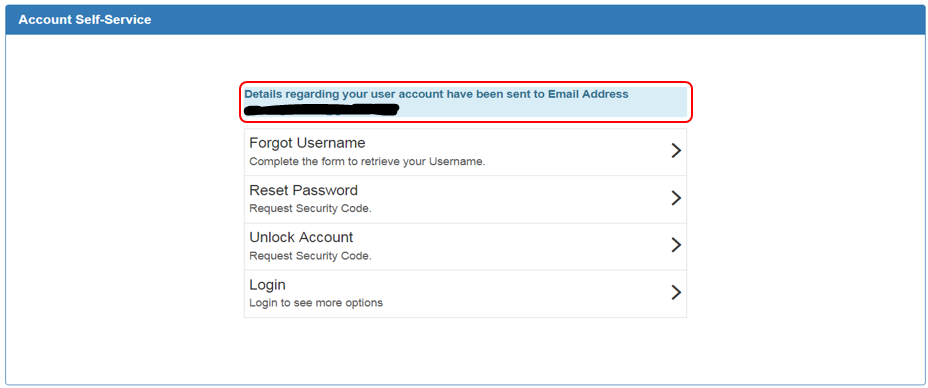 Account Self-Service
Details regarding your user account have been sent to Email Address
Forgot Username
Complete the form to retrieve your Username.
Reset Password
Request Security Code.
Unlock Account
Request Security Code.
Login
Login to see more options